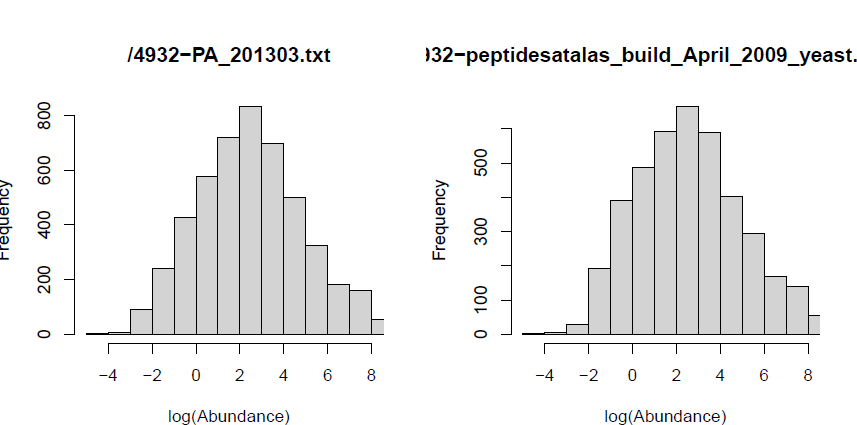 /4932−PA_201303.txt
932−peptidesatalas_build_April_2009_yeast.
Frequency
800
600
400
200
0
−4 −2 0 2 4 6 8
log(Abundance)
Frequency
500
300
100
0
−4 −2 0 2 4 6 8
log(Abundance)